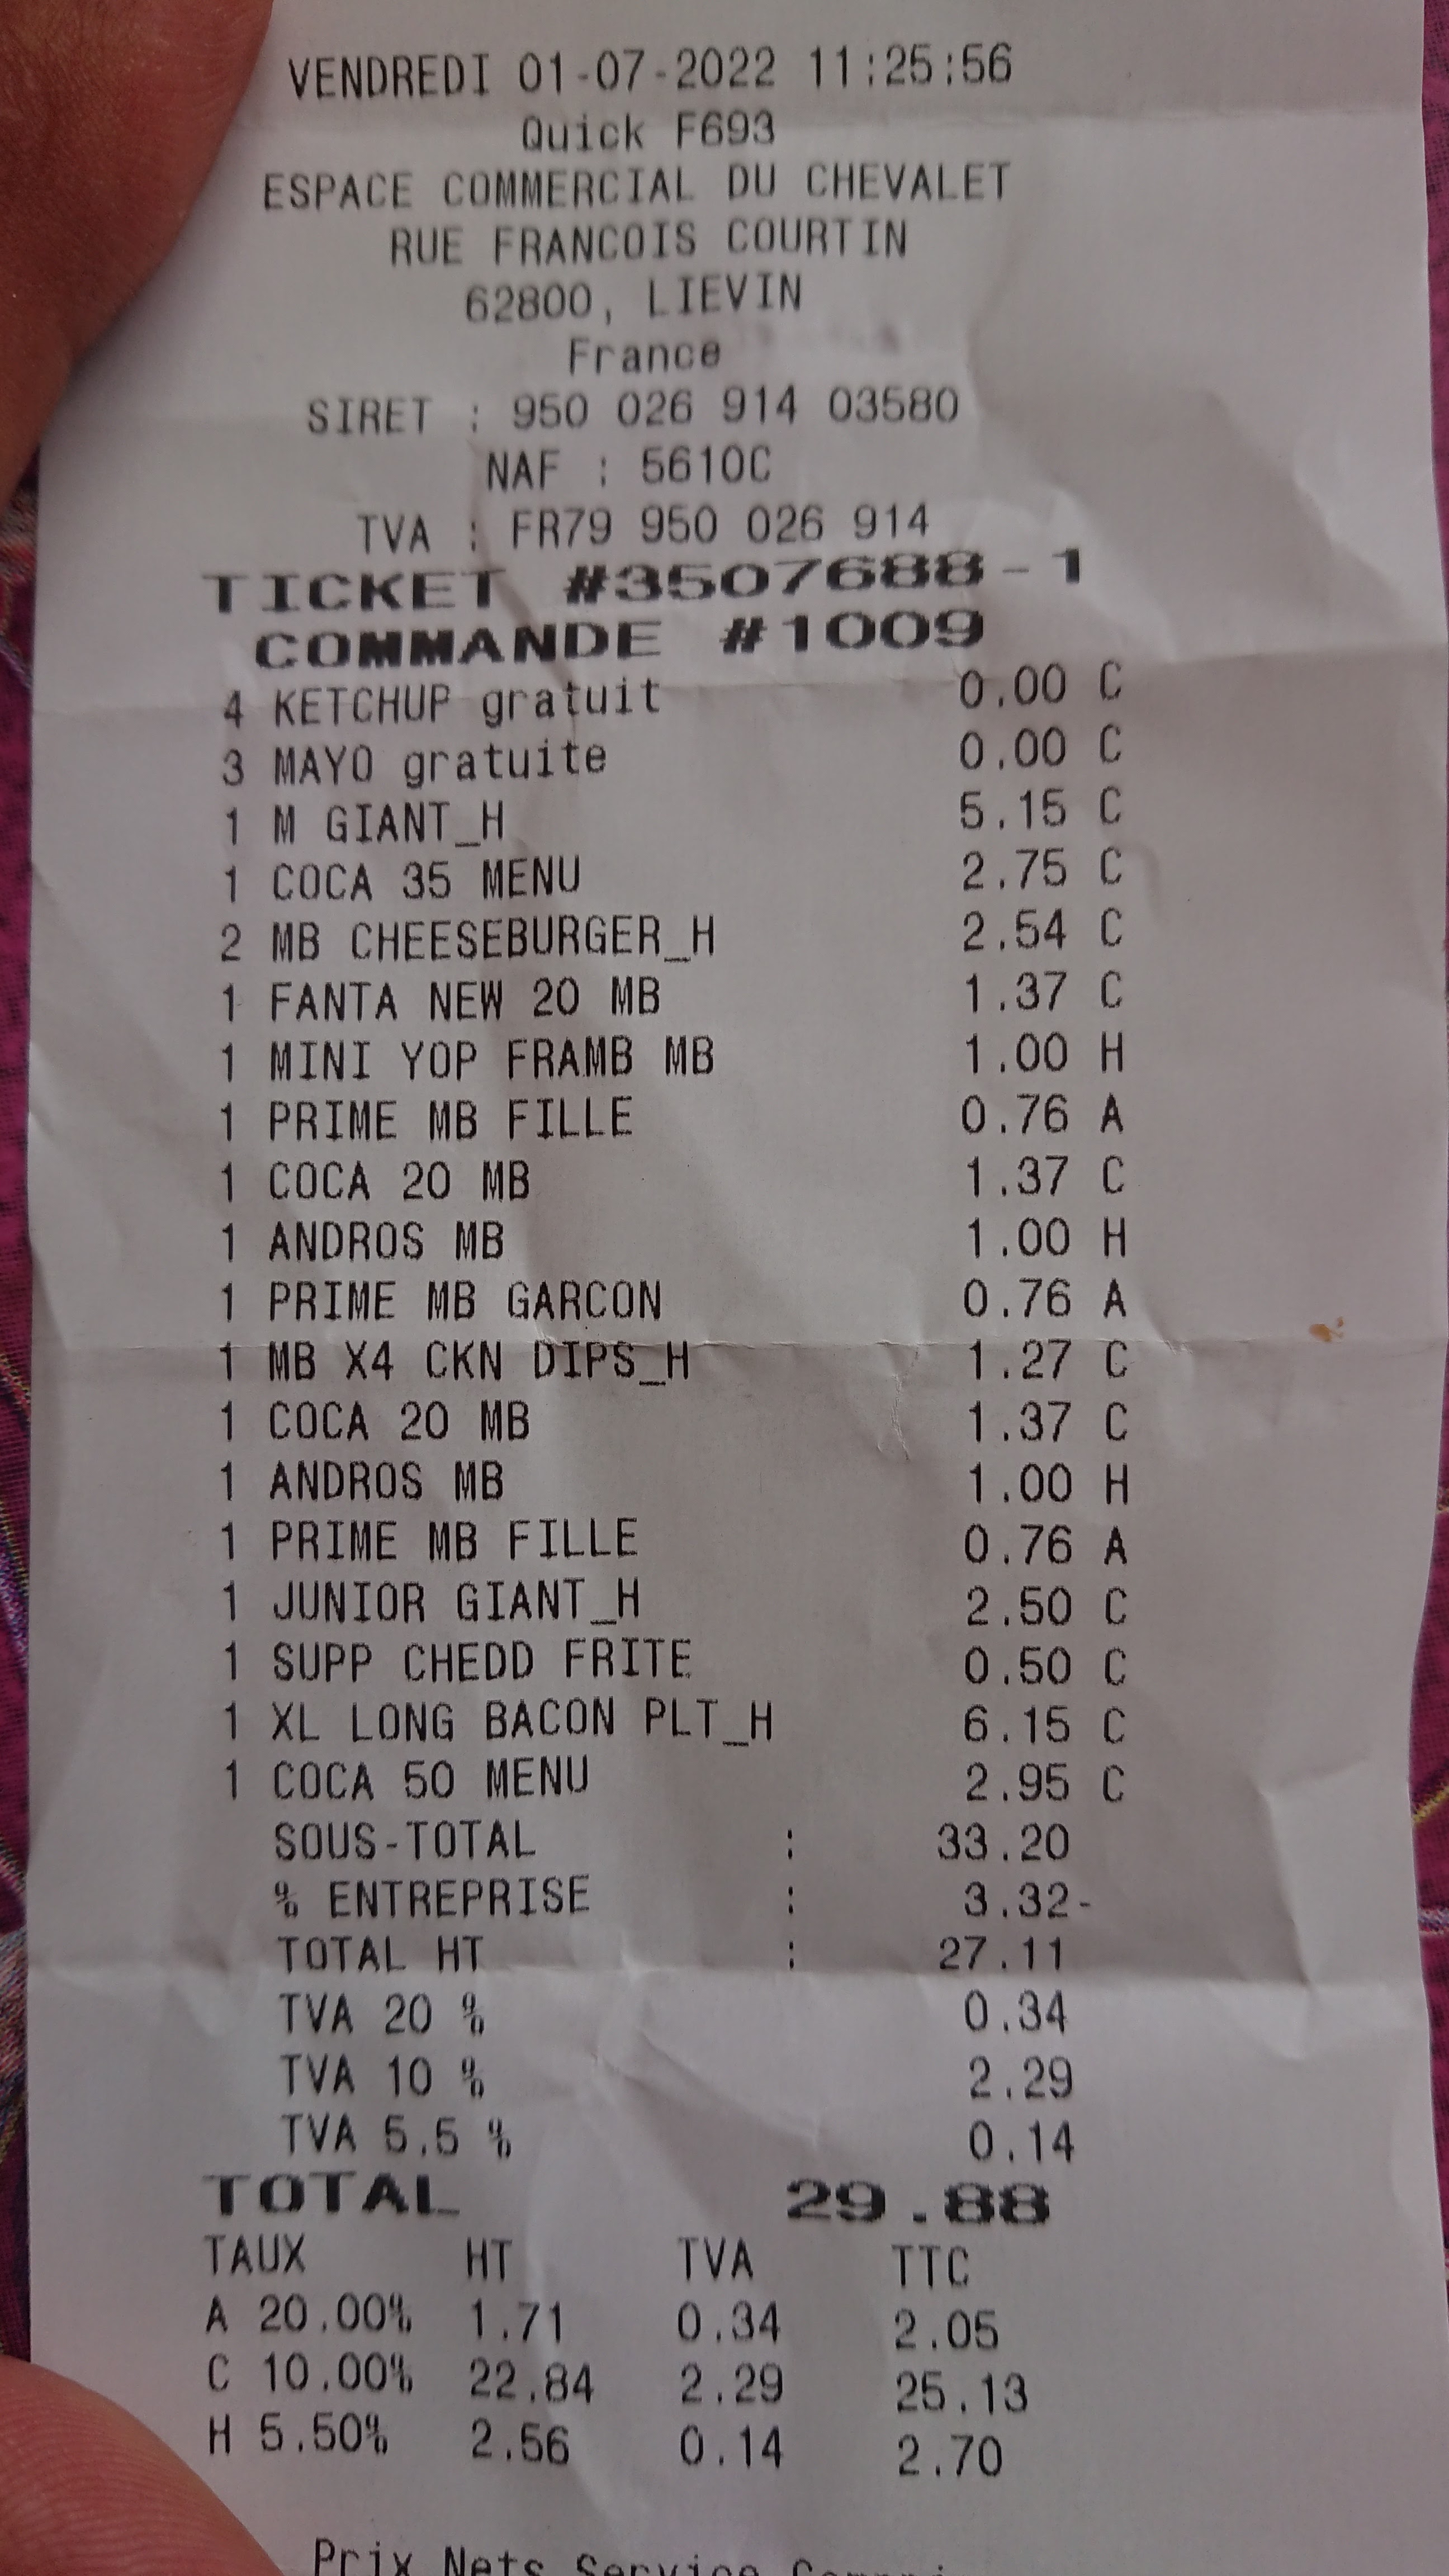 VENDREDI 01-07-2022 11:25:56
Quick F693
ESPACE COMMERCIAL DU CHEVALET
RUE FRANCOIS COURTIN
62800, LIEVIN
France
SIRET : 950 026 914 03580
NAF : 5610C
TVA : FR79 950 026 914
TICKET #3507688-1
COMMANDE #1009
4 KETCHUP gratuit 0.00 C
3 MAYO gratuite 0.00 C
1 M GIANT_H 5.15 C
1 COCA 35 MENU 2.75 C
2 MB CHEESEBURGER_H 2.54 C
1 FANTA NEW 20 MB 1.37 C
1 MINI YOP FRAMB MB 1.00 H
1 PRIME MB FILLE 0.76 A
1 COCA 20 MB 1.37 C
1 ANDROS MB 1.00 H
1 PRIME MB GARCON 0.76 A
1 MB X4 CKN DIPS_H 1.27 C
1 COCA 20 MB 1.37 C
1 ANDROS MB 1.00 H
1 PRIME MB FILLE 0.76 A
1 JUNIOR GIANT_H 2.50 C
1 SUPP CHEDD FRITE 0.50 C
1 XL LONG BACON PLT_H 6.15 C
1 COCA 50 MENU 2.95 C
SOUS-TOTAL : 33.20
% ENTREPRISE : 3.32-
TOTAL HT : 27.11
TVA 20 % 0.34
TVA 10 % 2.29
TVA 5.5 % 0.14
TOTAL 29.88
TAUX HT TVA TTC
A 20.00% 1.71 0.34 2.05
C 10.00% 22.84 2.29 25.13
H 5.50% 2.56 0.14 2.70
Prix Nets Service